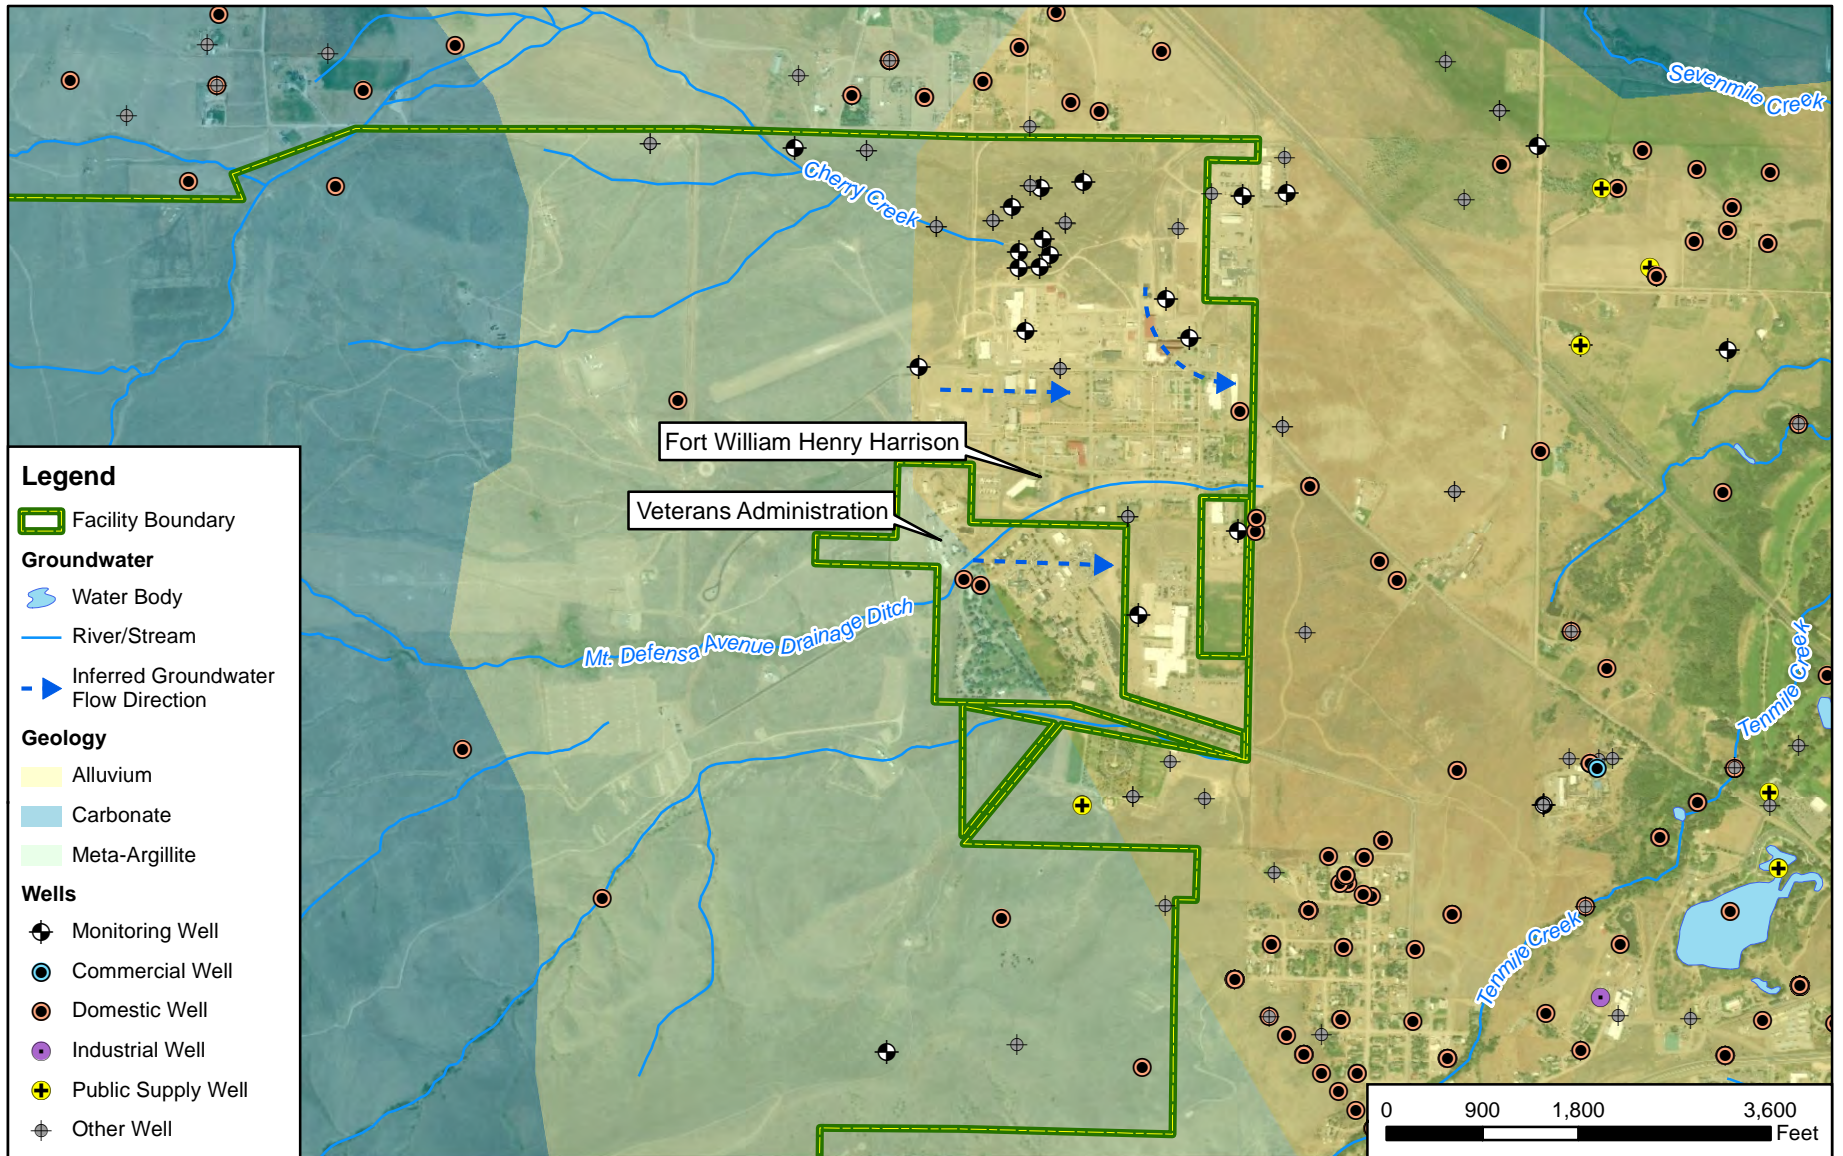 Sevenmile Creek
Cherry Creek
Fort William Henry Harrison
Veterans Administration
Mt. Defensa Avenue Drainage Ditch
Tenmile Creek
Tenmile Creek
Legend
Facility Boundary
Groundwater
Water Body
River/Stream
Inferred Groundwater
Flow Direction
Geology
Alluvium
Carbonate
Meta-Argillite
Wells
Monitoring Well
Commercial Well
Domestic Well
Industrial Well
Public Supply Well
Other Well
0 900 1,800 3,600
Feet